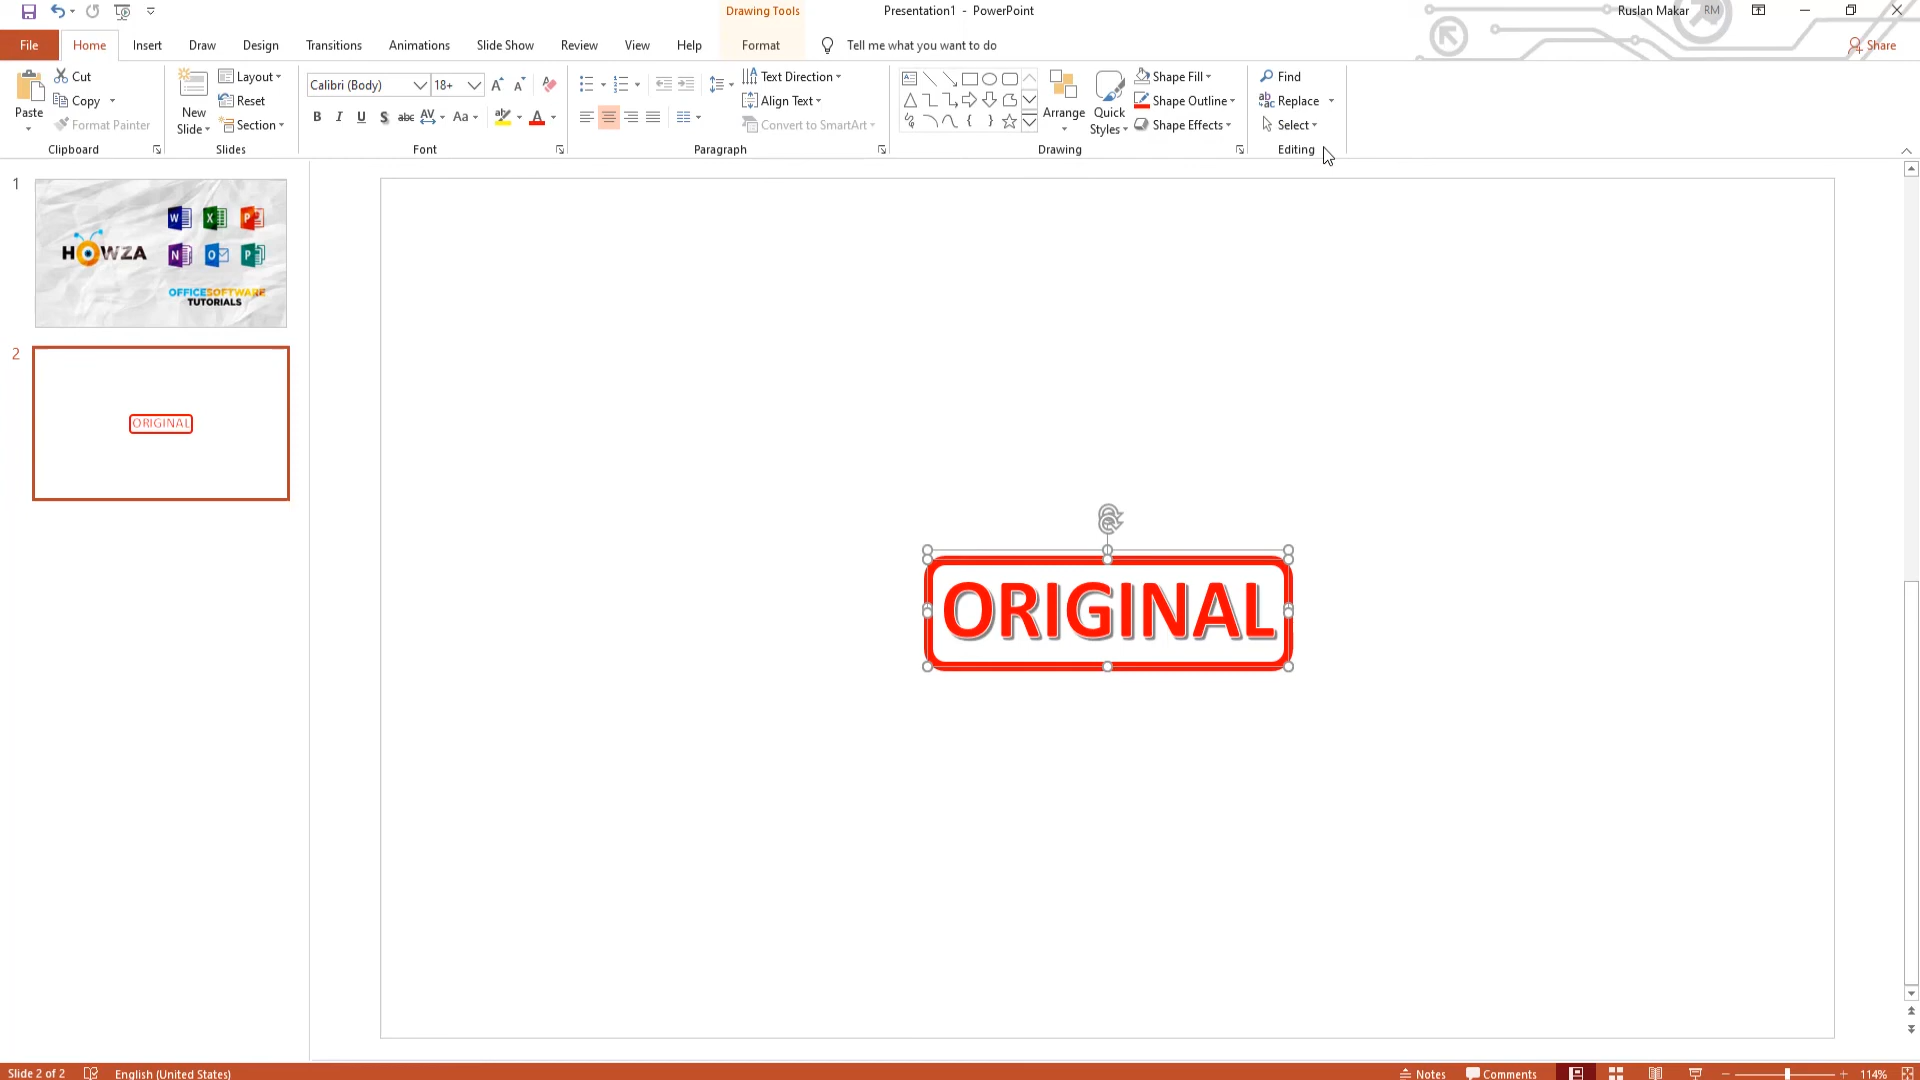 Drawing Tools
Presentation1 - PowerPoint
Ruslan Makar RM
File Home Insert Draw Design Transitions Animations Slide Show Review View Help Format Tell me what you want to do Share
Paste
Cut
Copy
Format Painter
Clipboard
New Slide
Layout
Reset
Section
Slides
Calibri (Body) 18+
B I U S abc AV Aa
Font
Text Direction
Align Text
Convert to SmartArt
Paragraph
Arrange
Quick Styles
Shape Fill
Shape Outline
Shape Effects
Drawing
Find
Replace
Select
Editing
1
HOWZA
W X P
N O P
OFFICESOFTWARE
TUTORIALS
2
ORIGINAL
ORIGINAL
Slide 2 of 2 English (United States) Notes Comments 114%